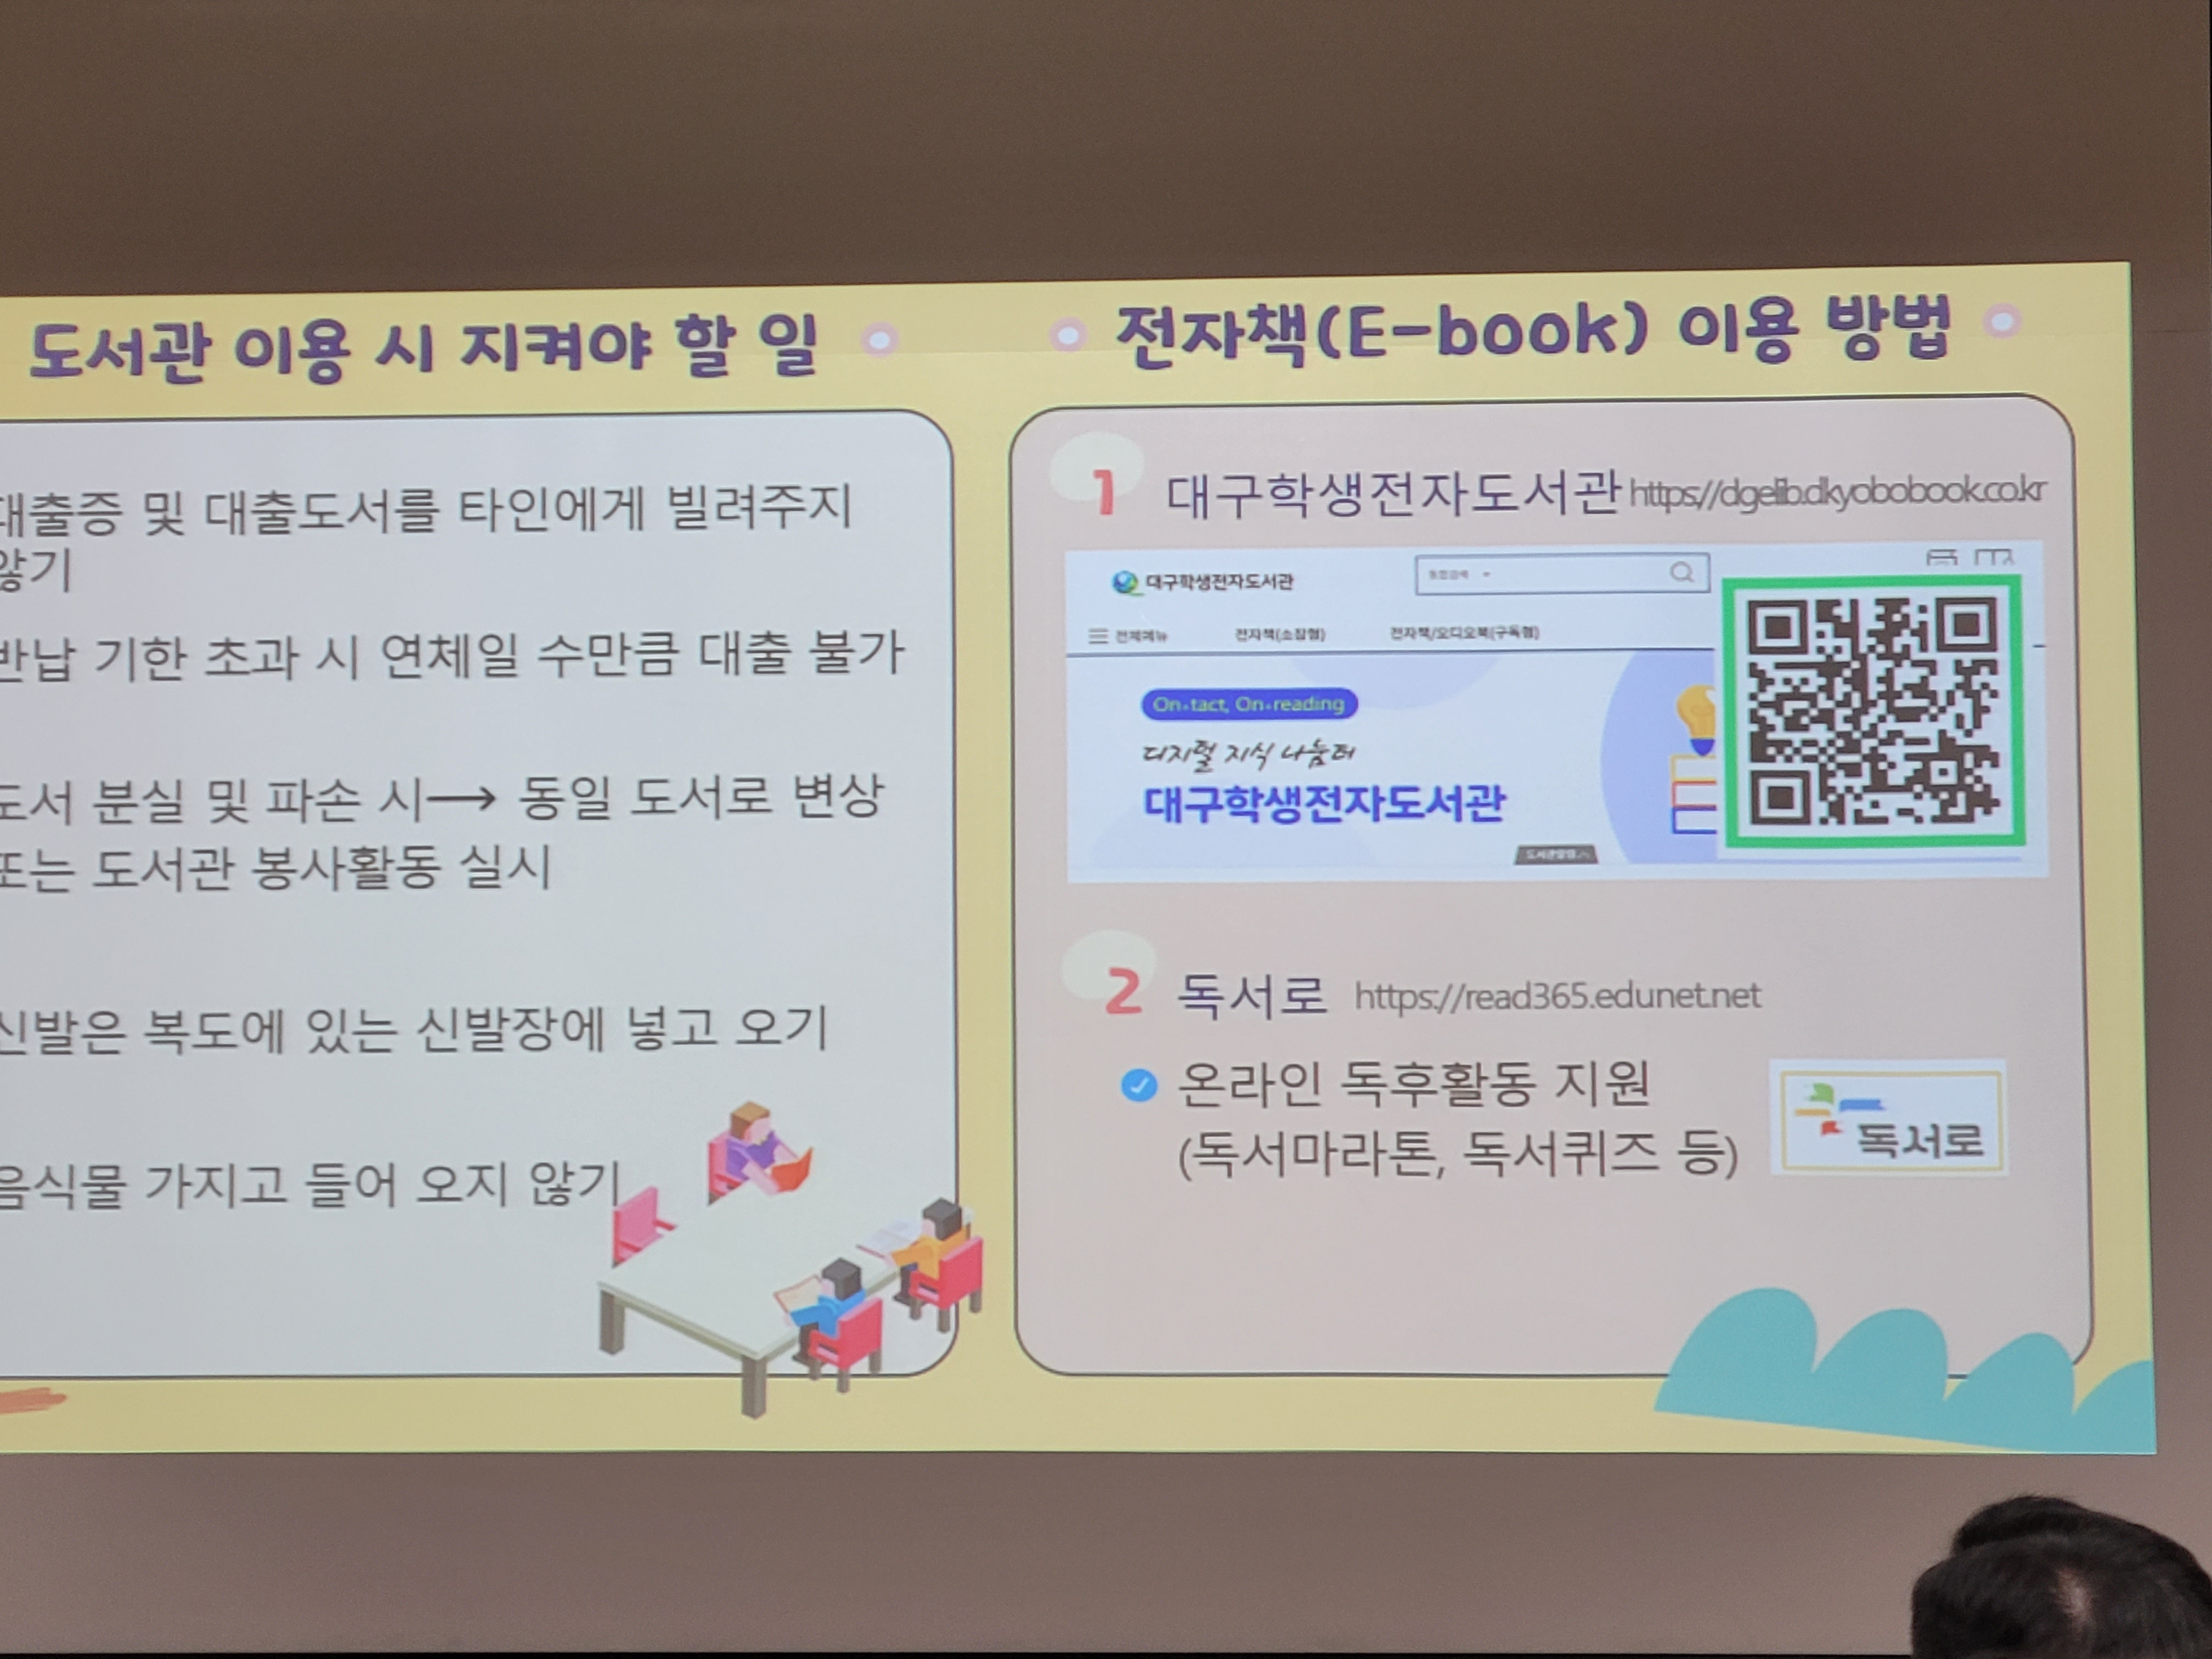 도서관 이용 시 지켜야 할 일
대출증 및 대출도서를 타인에게 빌려주지
않기
반납 기한 초과 시 연체일 수만큼 대출 불가
도서 분실 및 파손 시→ 동일 도서로 변상
또는 도서관 봉사활동 실시
신발은 복도에 있는 신발장에 넣고 오기
음식물 가지고 들어 오지 않기
전자책(E-book) 이용 방법
1 대구학생전자도서관 https://dgelib.dkyobobook.co.kr
대구학생전자도서관
통합검색
전체메뉴 전자책(소장형) 전자책/오디오북(구독형)
On·tact, On·reading
디지털 지식 나눔터
대구학생전자도서관
2 독서로 https://read365.edunet.net
온라인 독후활동 지원
(독서마라톤, 독서퀴즈 등)
독서로